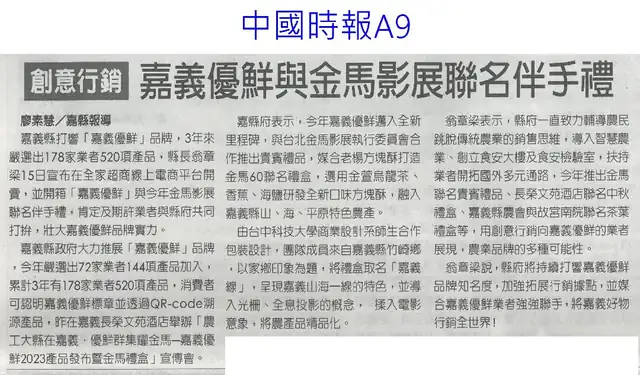 中國時報A9
創意行銷 嘉義優鮮與金馬影展聯名伴手禮
廖素慧／嘉縣報導
嘉義縣打響「嘉義優鮮」品牌，3年來
嚴選出178家業者520項產品，縣長翁章
梁15日宣布在全家超商線上電商平台開
賣，並開箱「嘉義優鮮」與今年金馬影展
聯名伴手禮，肯定及期許業者與縣府共同
打拚，壯大嘉義優鮮品牌實力。
嘉義縣政府大力推展「嘉義優鮮」品牌
，今年嚴選出72家業者144項產品加入，
累計3年有178家業者520項產品，消費者
可認明嘉義優鮮標章並透過QR-code溯
源產品，昨在嘉義長榮文苑酒店舉辦「農
工大縣在嘉義．優鮮群集耀金馬—嘉義優
鮮2023產品發布暨金馬禮盒」宣傳會。
嘉縣府表示，今年嘉義優鮮邁入全新
里程碑，與台北金馬影展執行委員會合
作推出貴賓禮品，媒合老楊方塊酥打造
金馬60聯名禮盒，選用金萱烏龍茶、
香蕉、海鹽研發全新口味方塊酥，融入
嘉義縣山、海、平原特色農產。
由台中科技大學商業設計系師生合作
包裝設計，團隊成員來自嘉義縣竹崎鄉
，以家鄉印象為題，將禮盒取名「嘉義
線」，呈現嘉義山海一線的特色，並導
入光柵、全息投影的概念，揉入電影
意象，將農產品精品化。
翁章梁表示，縣府一直致力輔導農民
跳脫傳統農業的銷售思維，導入智慧農
業、創立食安大樓及食安檢驗室，扶持
業者開拓國外多元通路，今年推出金馬
聯名貴賓禮品、長榮文苑酒店聯名中秋
禮盒、嘉義縣農會與故宮南院聯名茶葉
禮盒等，用創意行銷向嘉義優鮮的業者
展現，農業品牌的多種可能性。
翁章梁說，縣府將持續打響嘉義優鮮
品牌知名度，加強拓展行銷據點，並媒
合嘉義優鮮業者強強聯手，將嘉義好物
行銷全世界！